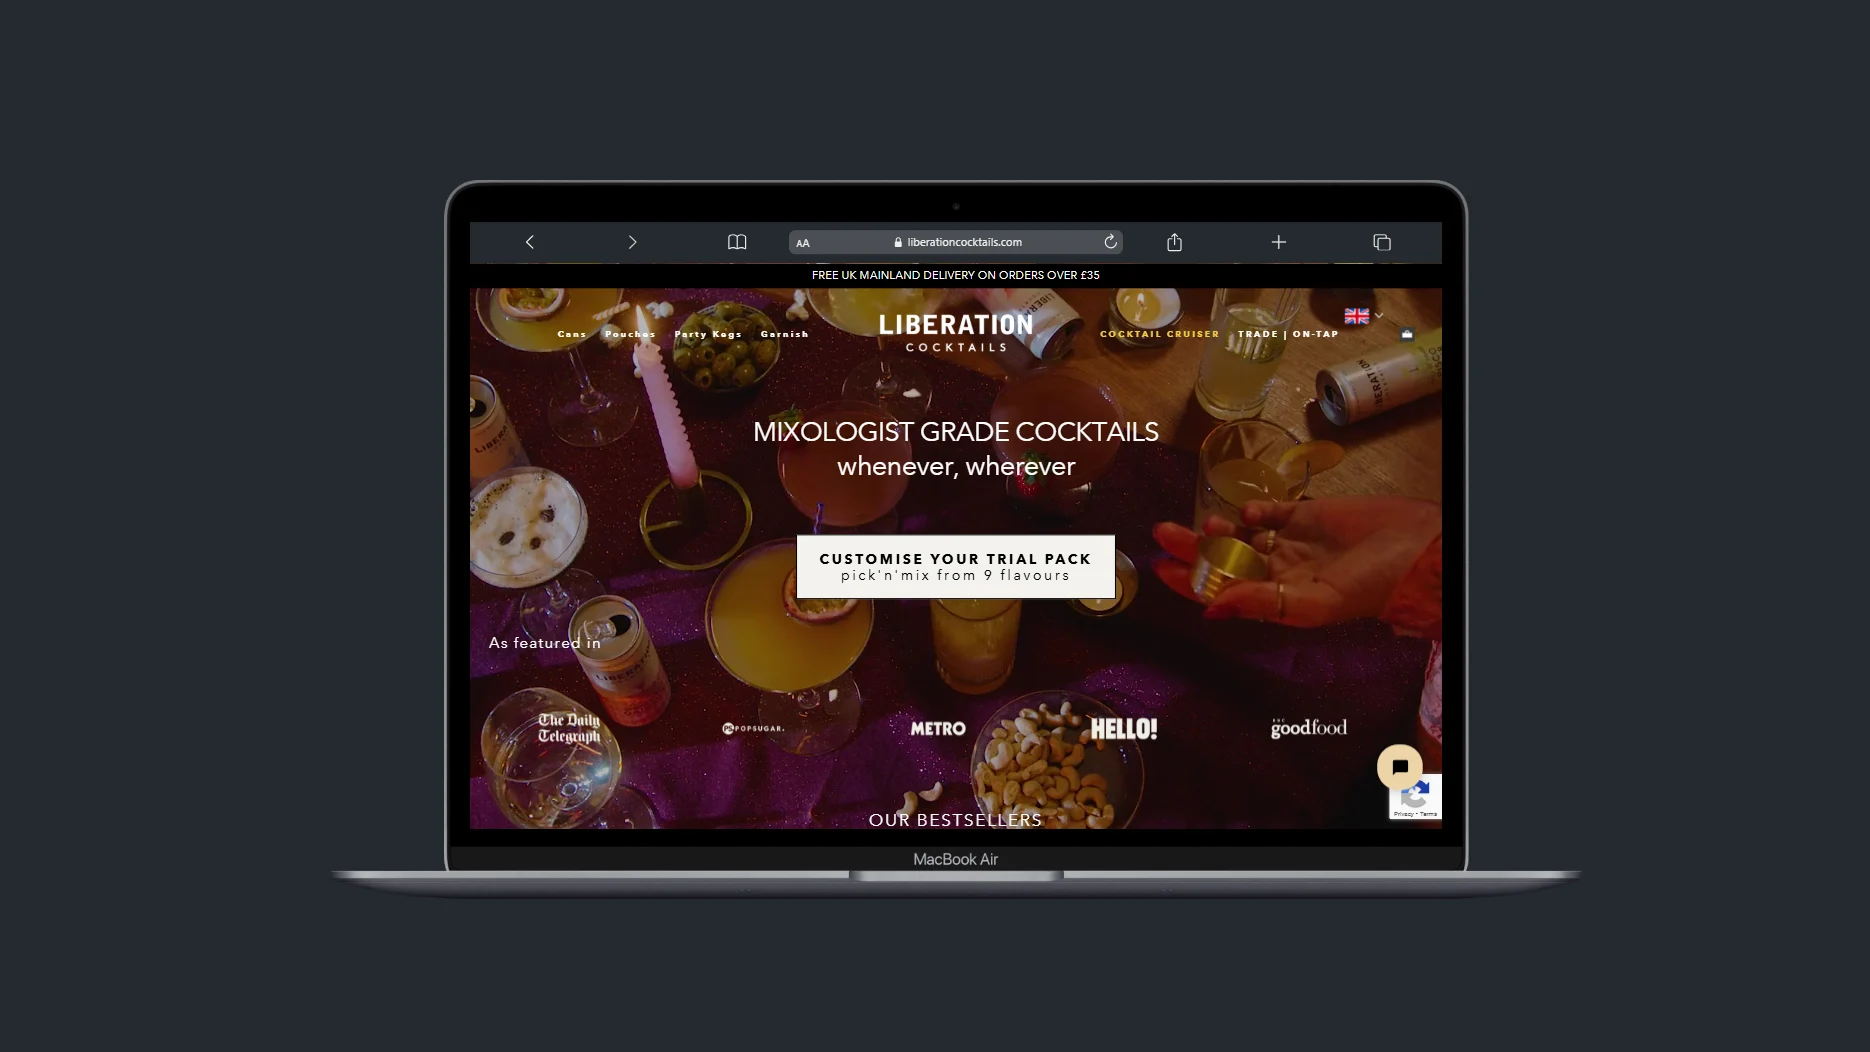 AA
liberationcocktails.com
FREE UK MAINLAND DELIVERY ON ORDERS OVER £35
Cans Pouches Party Kegs Garnish
LIBERATION
COCKTAILS
COCKTAIL CRUISER TRADE | ON-TAP
MIXOLOGIST GRADE COCKTAILS
whenever, wherever
CUSTOMISE YOUR TRIAL PACK
pick'n'mix from 9 flavours
As featured in
The Daily
Telegraph
PS POPSUGAR.
METRO
HELLO!
BBC
goodfood
OUR BESTSELLERS
Privacy • Terms
MacBook Air